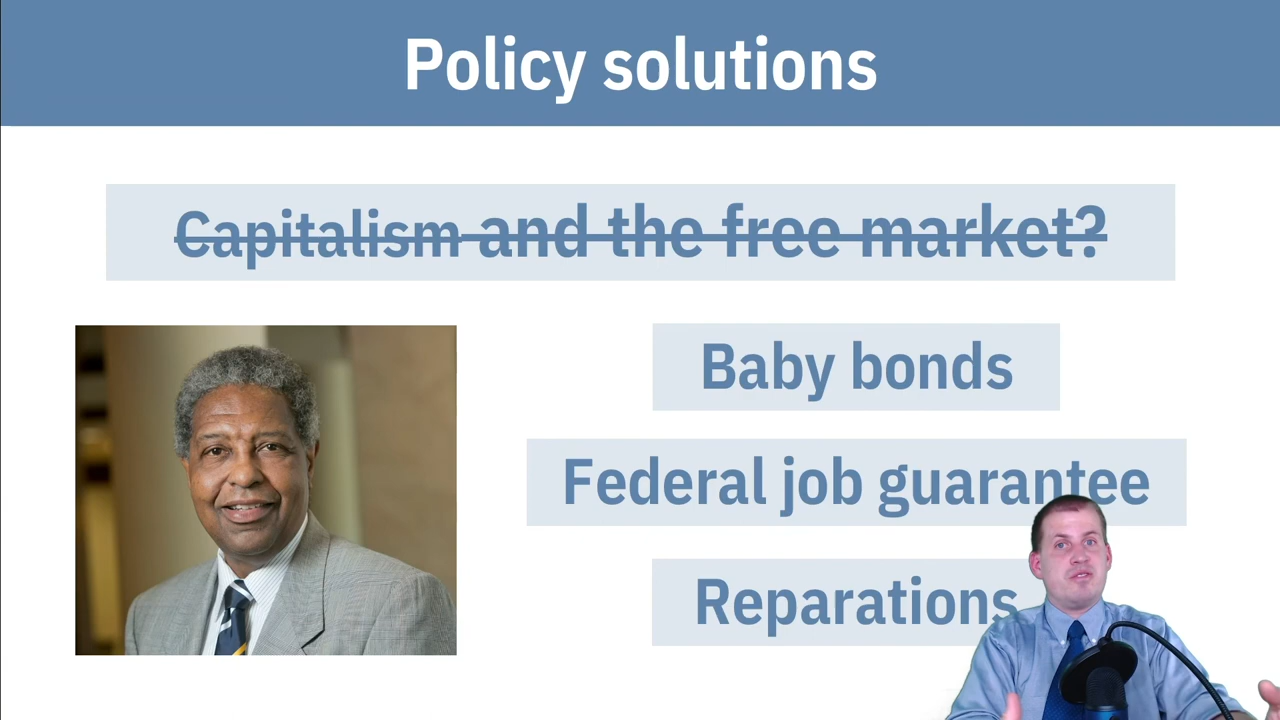 Policy solutions
Capitalism and the free market?
Baby bonds
Federal job guarantee
Reparations